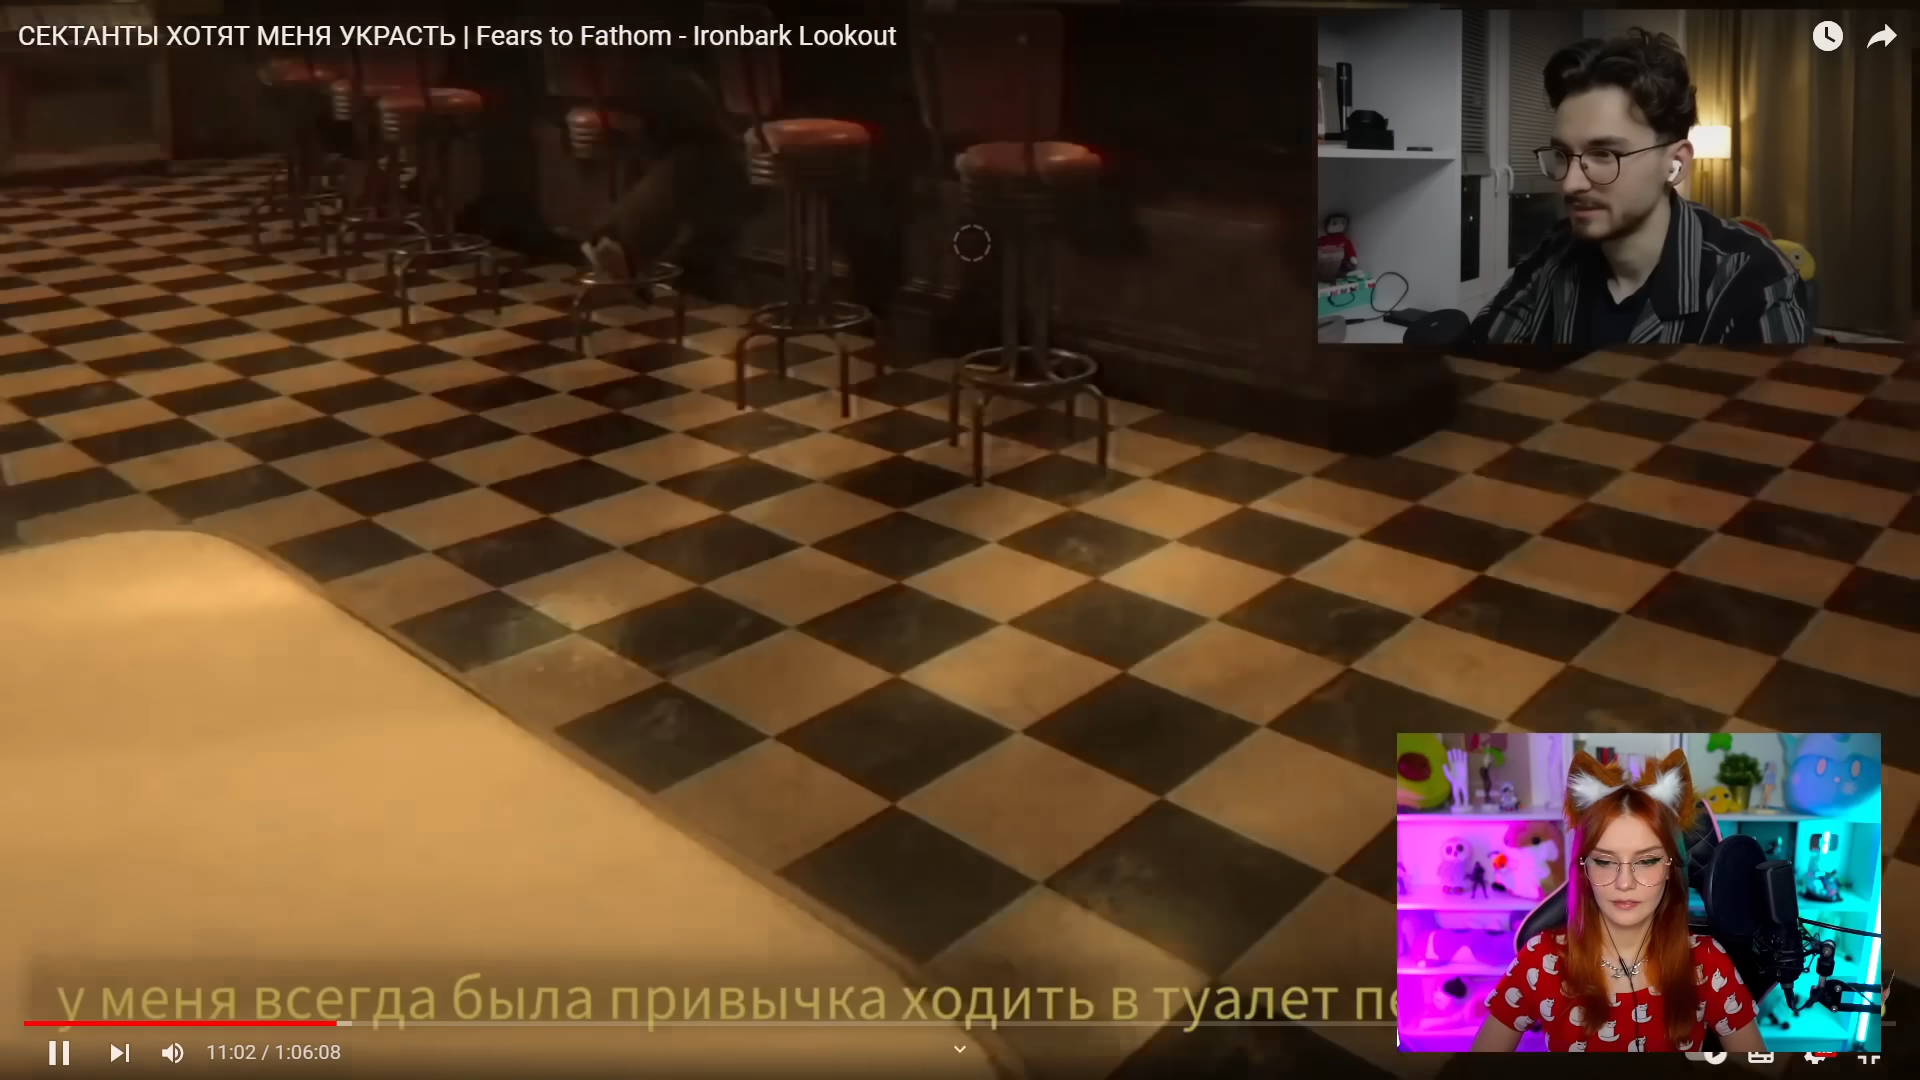 СЕКТАНТЫ ХОТЯТ МЕНЯ УКРАСТЬ | Fears to Fathom - Ironbark Lookout
у меня всегда была привычка ходить в туалет
11:02 / 1:06:08